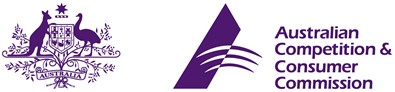 AUSTRALIA
Australian
Competition &
Consumer
Commission